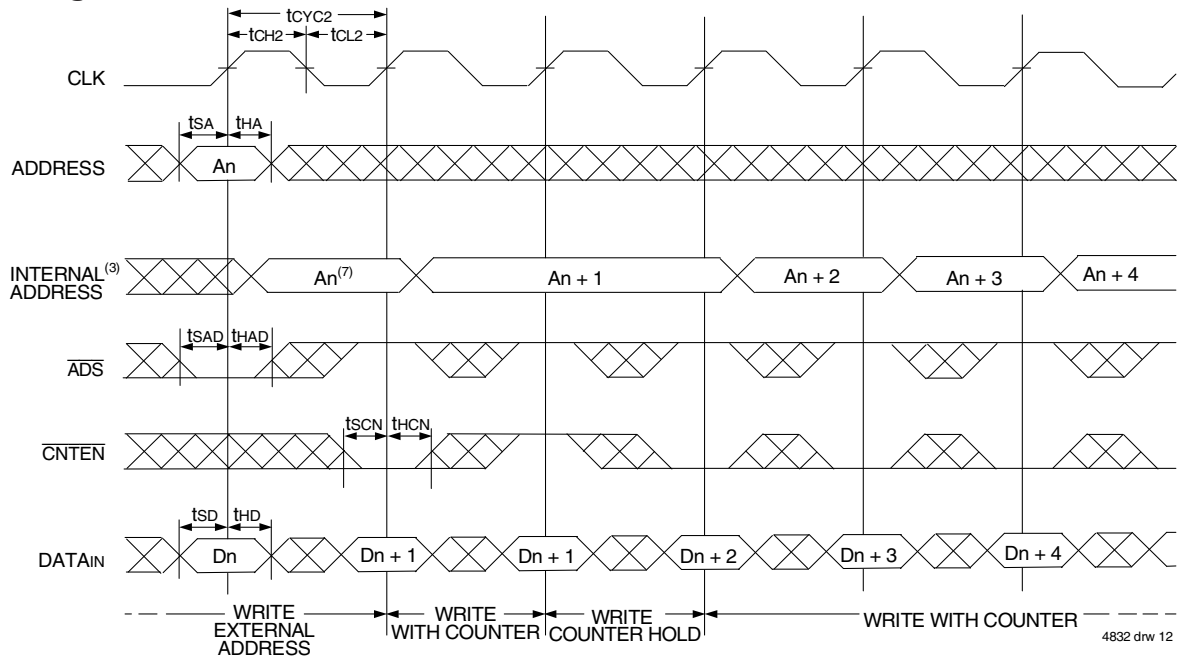 tCYC2
tCH2 tCL2
CLK
tSA tHA
ADDRESS An
INTERNAL(3)
ADDRESS
An(7) An + 1 An + 2 An + 3 An + 4
tSAD tHAD
ADS
tSCN tHCN
CNTEN
tSD tHD
DATAIN Dn Dn + 1 Dn + 1 Dn + 2 Dn + 3 Dn + 4
WRITE
EXTERNAL
ADDRESS
WRITE
WITH COUNTER
WRITE
COUNTER HOLD
WRITE WITH COUNTER
4832 drw 12